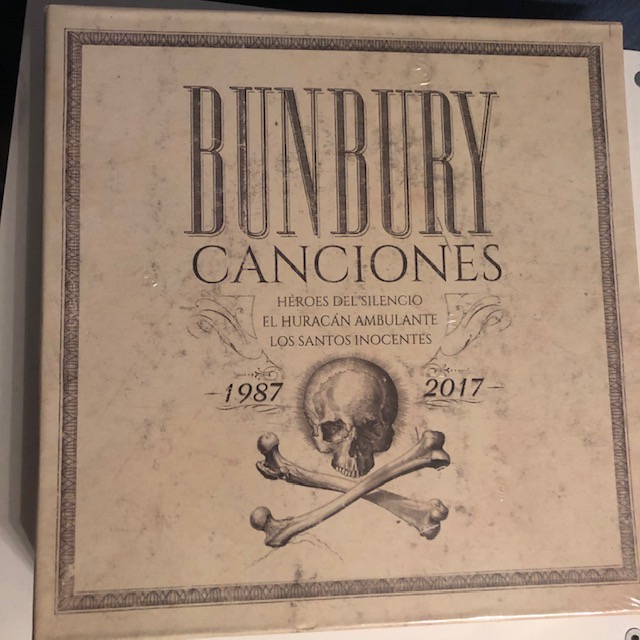 BUNBURY
CANCIONES
HÉROES DEL SILENCIO
EL HURACÁN AMBULANTE
LOS SANTOS INOCENTES
1987 2017